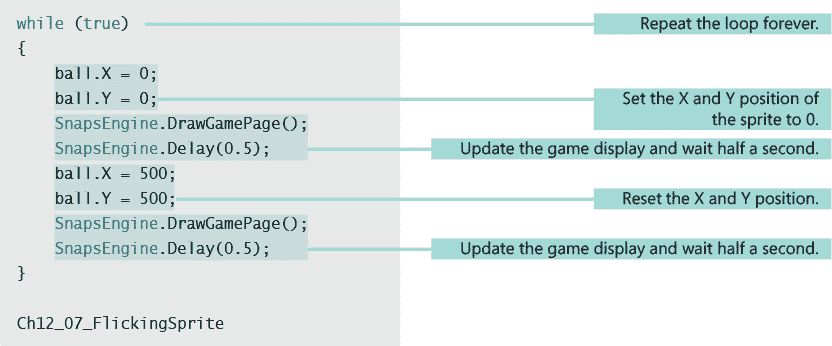 while (true)
Repeat the loop forever.
{
ball.X = 0;
ball.Y = 0;
Set the X and Y position of
the sprite to 0.
SnapsEngine.DrawGamePage();
SnapsEngine.Delay(0.5);
Update the game display and wait half a second.
ball.X = 500;
ball.Y = 500;
Reset the X and Y position.
SnapsEngine.DrawGamePage();
SnapsEngine.Delay(0.5);
Update the game display and wait half a second.
}
Ch12_07_FlickingSprite